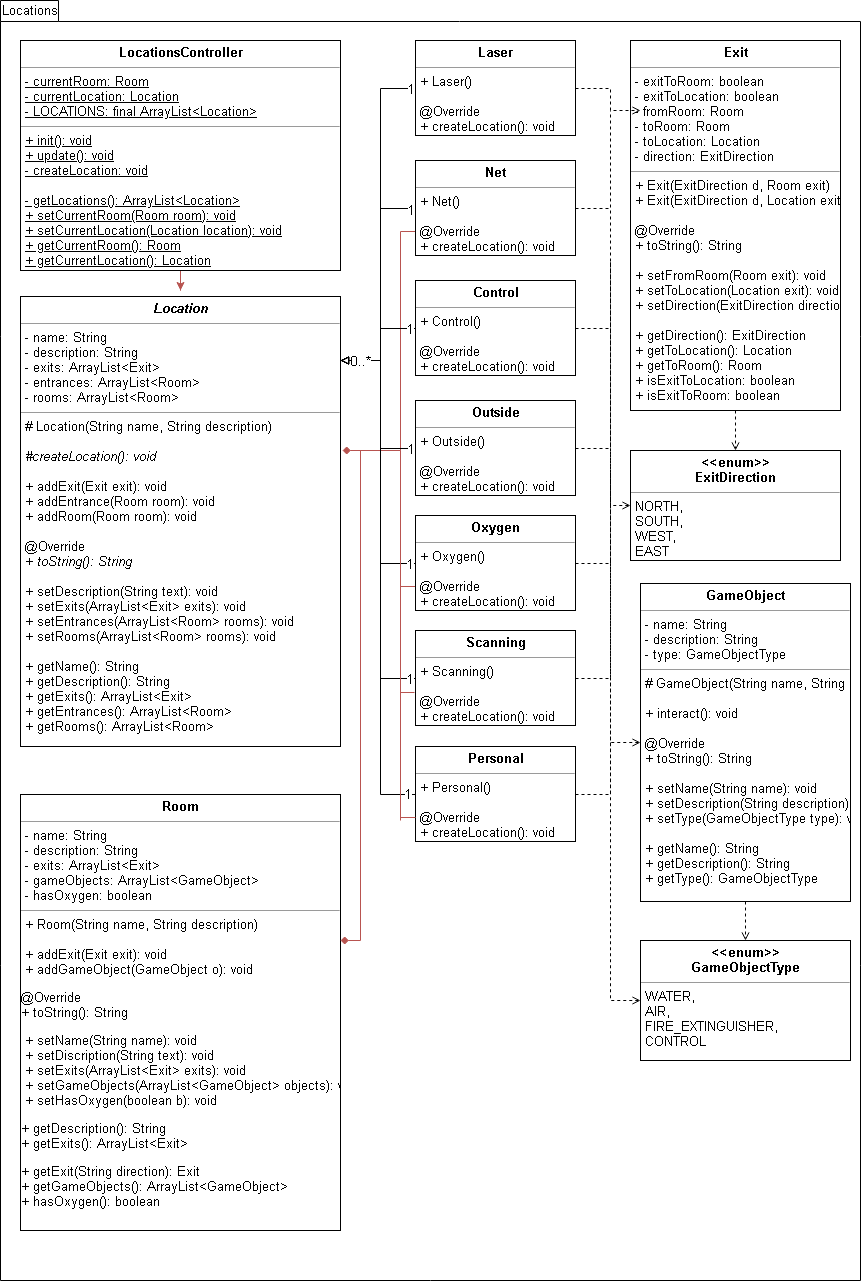 Locations
LocationsController
- currentRoom: Room
- currentLocation: Location
- LOCATIONS: final ArrayList<Location>
+ init(): void
+ update(): void
- createLocation: void
- getLocations(): ArrayList<Location>
+ setCurrentRoom(Room room): void
+ setCurrentLocation(Location location): void
+ getCurrentRoom(): Room
+ getCurrentLocation(): Location
Location
- name: String
- description: String
- exits: ArrayList<Exit>
- entrances: ArrayList<Room>
- rooms: ArrayList<Room>
# Location(String name, String description)
#createLocation(): void
+ addExit(Exit exit): void
+ addEntrance(Room room): void
+ addRoom(Room room): void
@Override
+ toString(): String
+ setDescription(String text): void
+ setExits(ArrayList<Exit> exits): void
+ setEntrances(ArrayList<Room> rooms): void
+ setRooms(ArrayList<Room> rooms): void
+ getName(): String
+ getDescription(): String
+ getExits(): ArrayList<Exit>
+ getEntrances(): ArrayList<Room>
+ getRooms(): ArrayList<Room>
Room
- name: String
- description: String
- exits: ArrayList<Exit>
- gameObjects: ArrayList<GameObject>
- hasOxygen: boolean
+ Room(String name, String description)
+ addExit(Exit exit): void
+ addGameObject(GameObject o): void
@Override
+ toString(): String
+ setName(String name): void
+ setDiscription(String text): void
+ setExits(ArrayList<Exit> exits): void
+ setGameObjects(ArrayList<GameObject> objects):
+ setHasOxygen(boolean b): void
+ getDescription(): String
+ getExits(): ArrayList<Exit>
+ getExit(String direction): Exit
+ getGameObjects(): ArrayList<GameObject>
+ hasOxygen(): boolean
0..*
Laser
1
+ Laser()
@Override
+ createLocation(): void
Net
1
+ Net()
@Override
+ createLocation(): void
Control
1
+ Control()
@Override
+ createLocation(): void
Outside
1
+ Outside()
@Override
+ createLocation(): void
Oxygen
1
+ Oxygen()
@Override
+ createLocation(): void
Scanning
1
+ Scanning()
@Override
+ createLocation(): void
Personal
1
+ Personal()
@Override
+ createLocation(): void
Exit
- exitToRoom: boolean
- exitToLocation: boolean
- fromRoom: Room
- toRoom: Room
- toLocation: Location
- direction: ExitDirection
+ Exit(ExitDirection d, Room exit)
+ Exit(ExitDirection d, Location exit
@Override
+ toString(): String
+ setFromRoom(Room exit): void
+ setToLocation(Location exit): void
+ setDirection(ExitDirection directio
+ getDirection(): ExitDirection
+ getToLocation(): Location
+ getToRoom(): Room
+ isExitToLocation: boolean
+ isExitToRoom: boolean
<<enum>>
ExitDirection
NORTH,
SOUTH,
WEST,
EAST
GameObject
- name: String
- description: String
- type: GameObjectType
# GameObject(String name, String
+ interact(): void
@Override
+ toString(): String
+ setName(String name): void
+ setDescription(String description)
+ setType(GameObjectType type):
+ getName(): String
+ getDescription(): String
+ getType(): GameObjectType
<<enum>>
GameObjectType
WATER,
AIR,
FIRE_EXTINGUISHER,
CONTROL